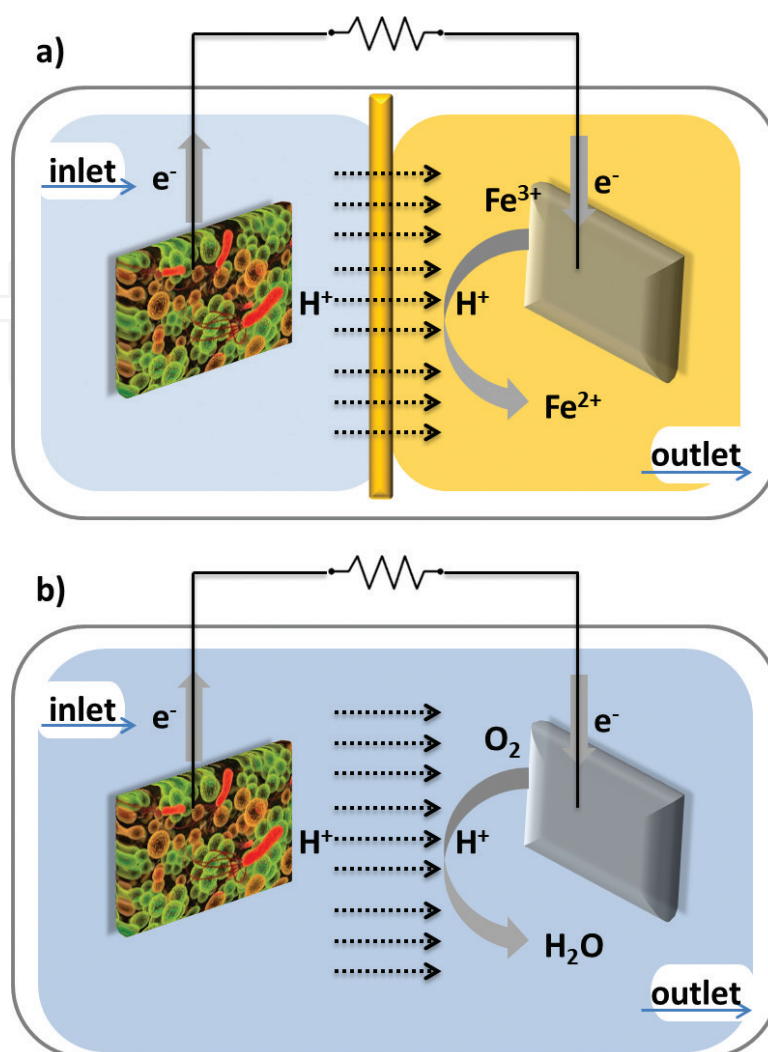 a)
inlet
e⁻
Fe³⁺
e⁻
H⁺
H⁺
Fe²⁺
outlet
b)
inlet
e⁻
O₂
e⁻
H⁺
H⁺
H₂O
outlet